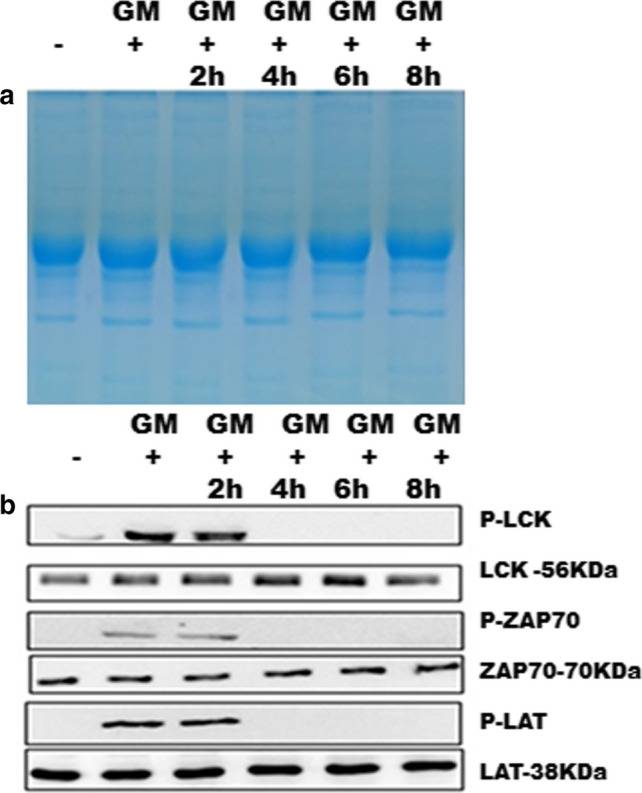 GM GM GM GM GM
- + + + + +
2h 4h 6h 8h
a
GM GM GM GM GM
- + + + + +
2h 4h 6h 8h
b
P-LCK
LCK -56KDa
P-ZAP70
ZAP70-70KDa
P-LAT
LAT-38KDa